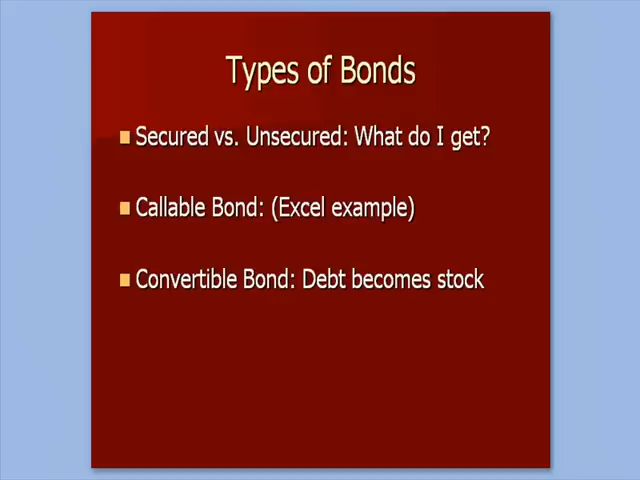 Types of Bonds
Secured vs. Unsecured: What do I get?
Callable Bond: (Excel example)
Convertible Bond: Debt becomes stock